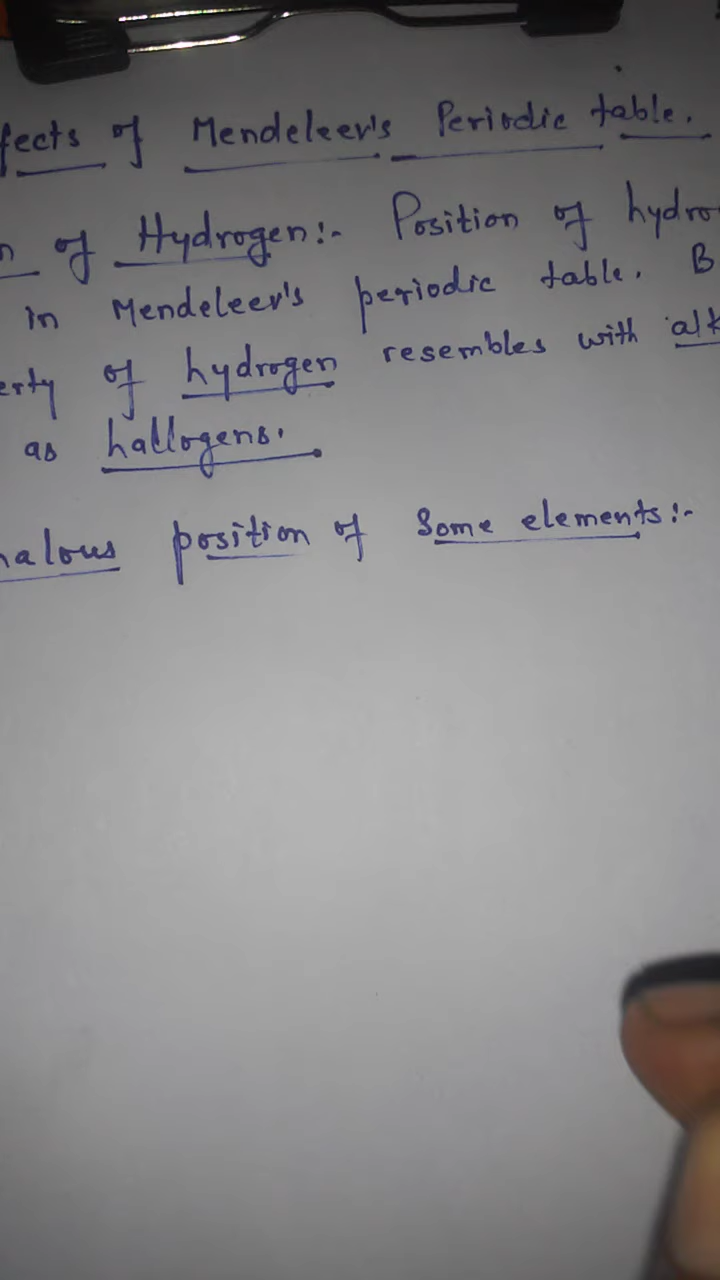 fects of Mendeleev's Periodic table.
n of Hydrogen:- Position of hydro
in Mendeleev's periodic table. B
erty of hydrogen resembles with alk
as hallogens.
nalous position of Some elements:-